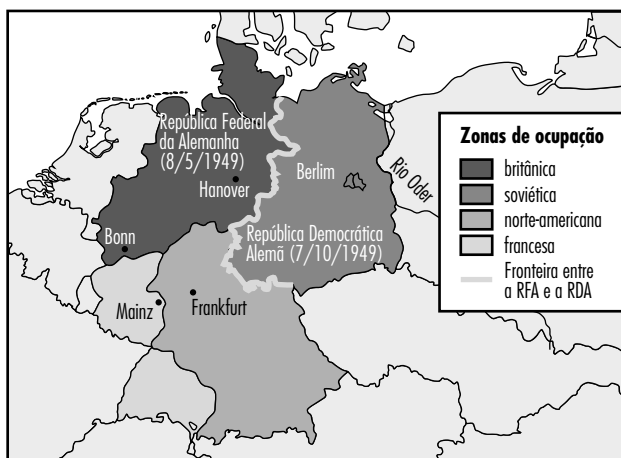 República Federal
da Alemanha
(8/5/1949)
Hanover
Berlim
Rio Oder
Bonn
República Democrática
Alemã (7/10/1949)
Mainz
Frankfurt
Zonas de ocupação
britânica
soviética
norte-americana
francesa
Fronteira entre
a RFA e a RDA